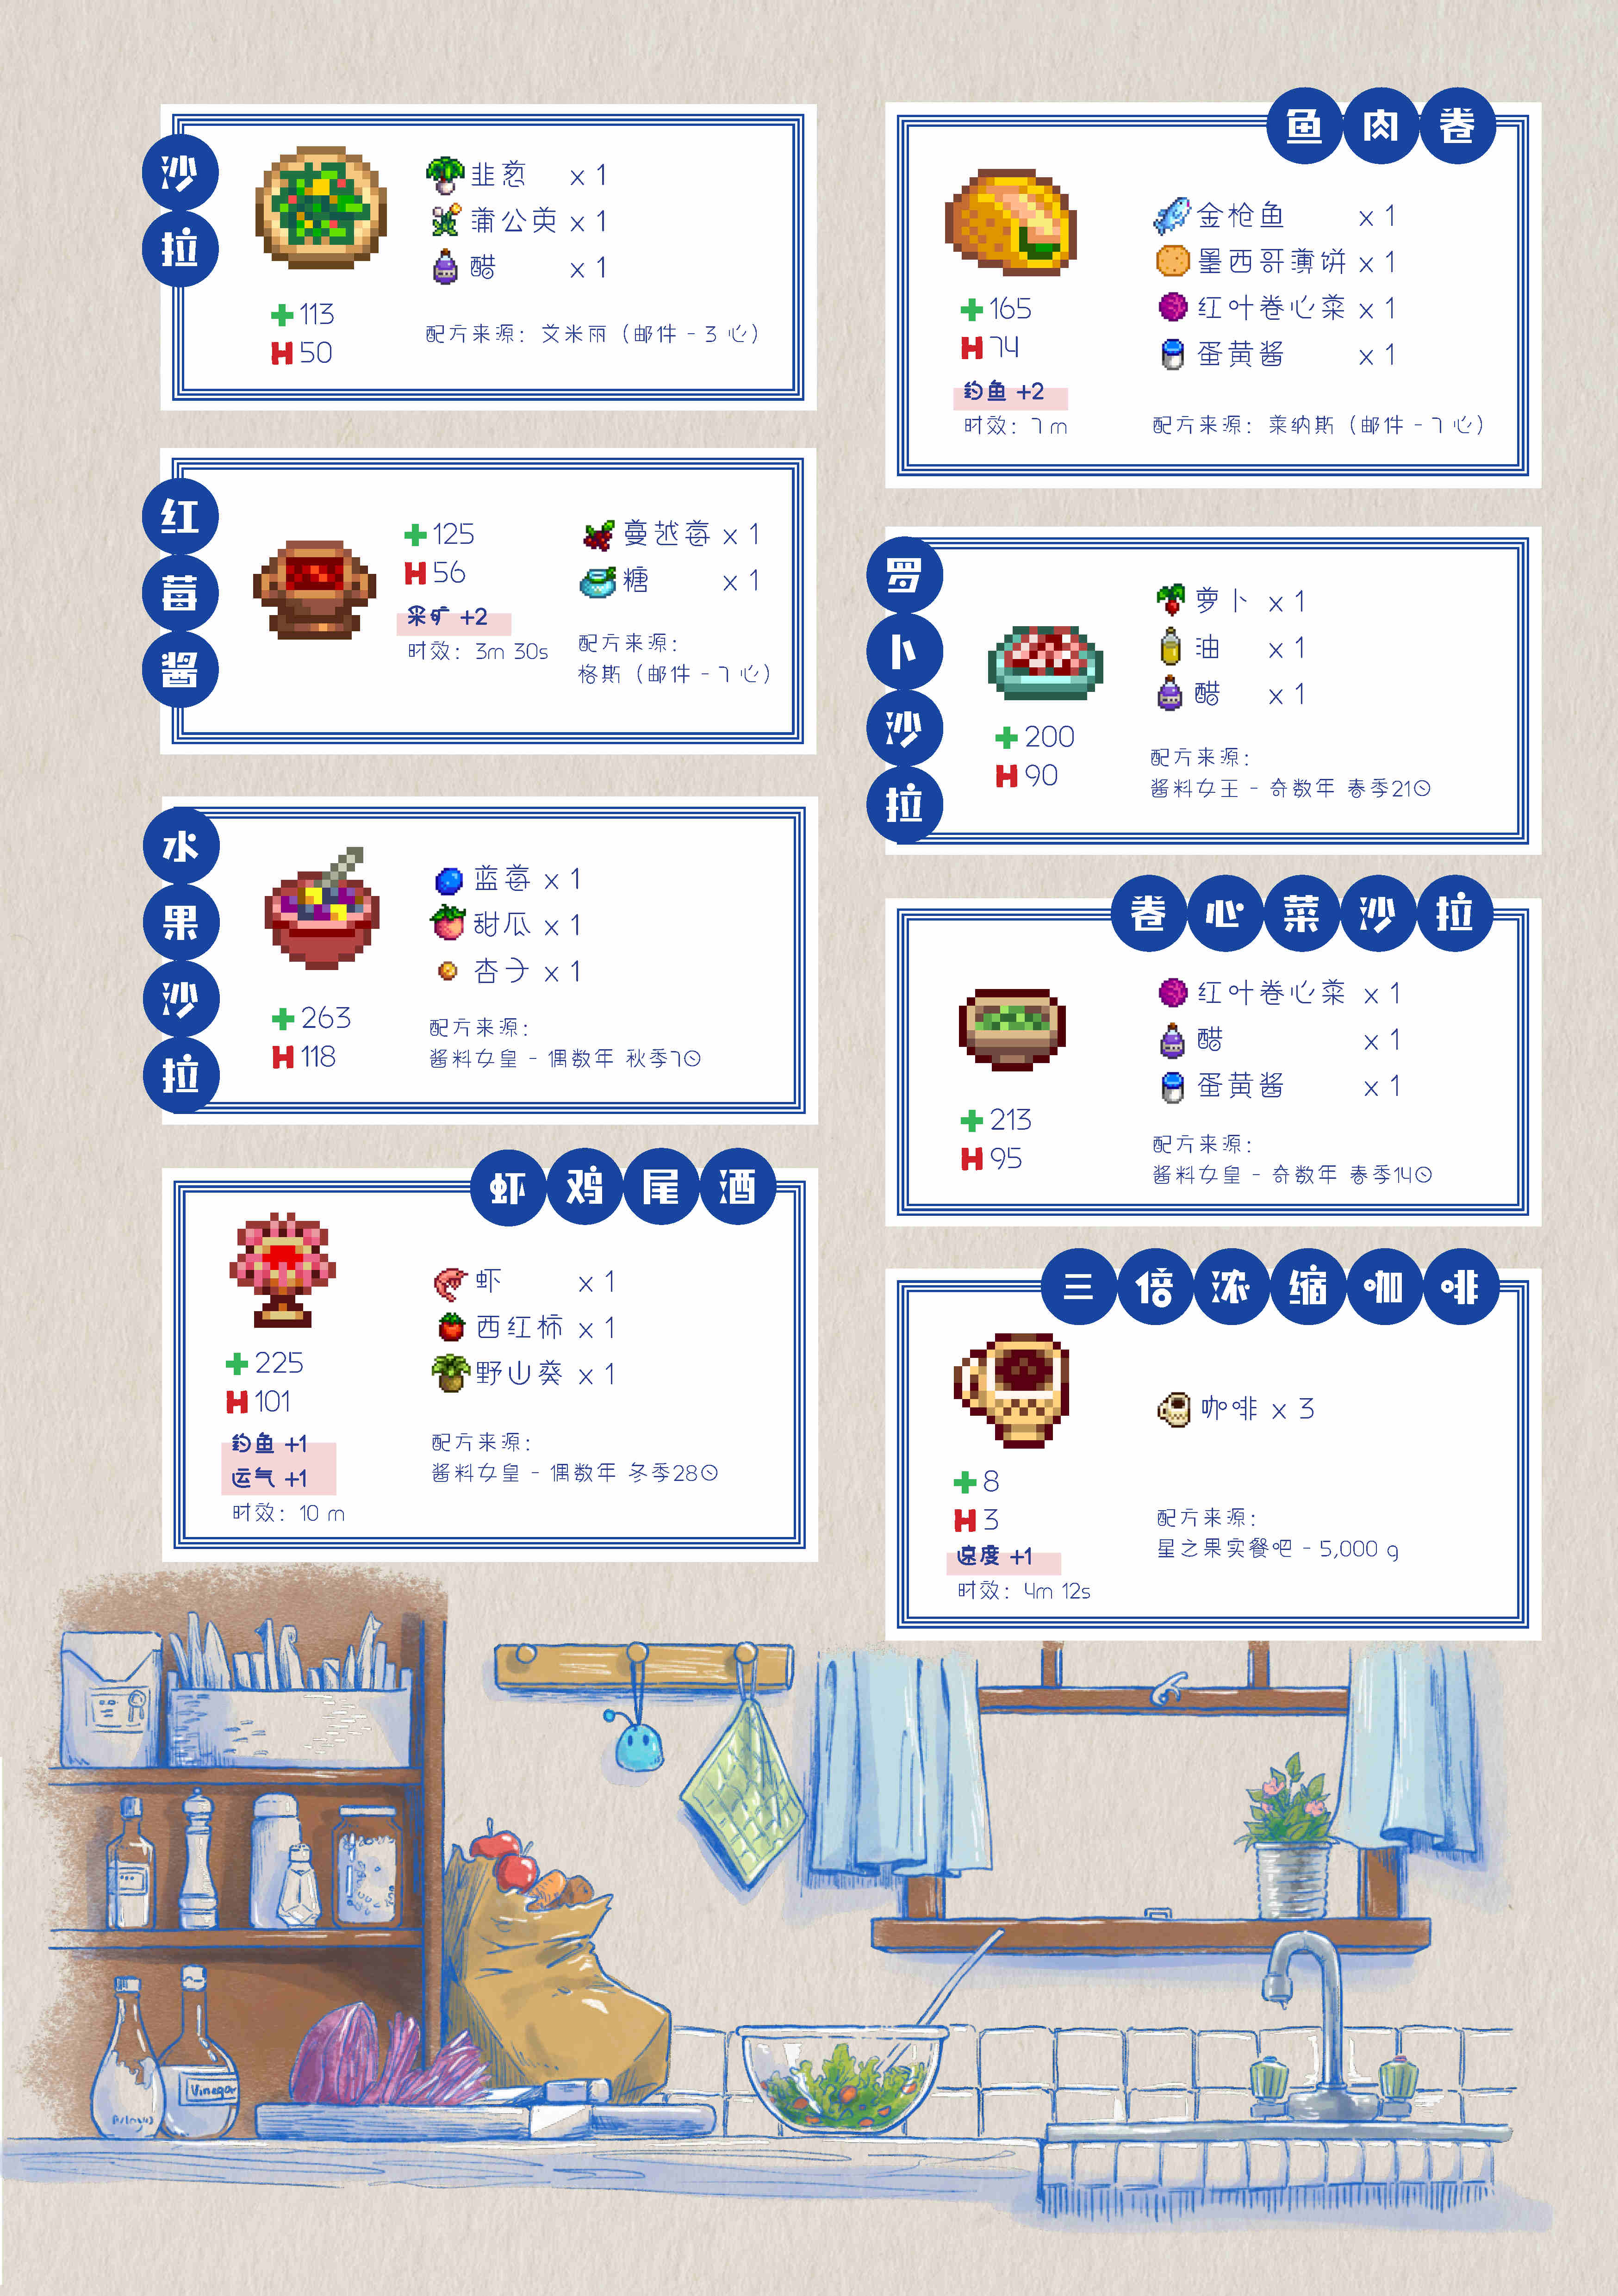 沙拉
韭葱 x 1
蒲公英 x 1
醋 x 1
+113
H 50
配方来源：艾米丽（邮件 - 3 心）
红莓酱
+125
H 56
采矿 +2
时效：3m 30s
蔓越莓 x 1
糖 x 1
配方来源：
格斯（邮件 - 7 心）
水果沙拉
蓝莓 x 1
甜瓜 x 1
杏子 x 1
+263
H 118
配方来源：
酱料女皇 - 偶数年 秋季7日
虾鸡尾酒
虾 x 1
西红柿 x 1
野山葵 x 1
+225
H 101
钓鱼 +1
运气 +1
时效：10 m
配方来源：
酱料女皇 - 偶数年 冬季28日
鱼肉卷
金枪鱼 x 1
墨西哥薄饼 x 1
红叶卷心菜 x 1
蛋黄酱 x 1
+165
H 74
钓鱼 +2
时效：7 m
配方来源：莱纳斯（邮件 - 7 心）
罗卜沙拉
萝卜 x 1
油 x 1
醋 x 1
+200
H 90
配方来源：
酱料女王 - 奇数年 春季21日
卷心菜沙拉
红叶卷心菜 x 1
醋 x 1
蛋黄酱 x 1
+213
H 95
配方来源：
酱料女皇 - 奇数年 春季14日
三倍浓缩咖啡
咖啡 x 3
+8
H 3
速度 +1
时效：4m 12s
配方来源：
星之果实餐吧 - 5,000 g
Vinegar